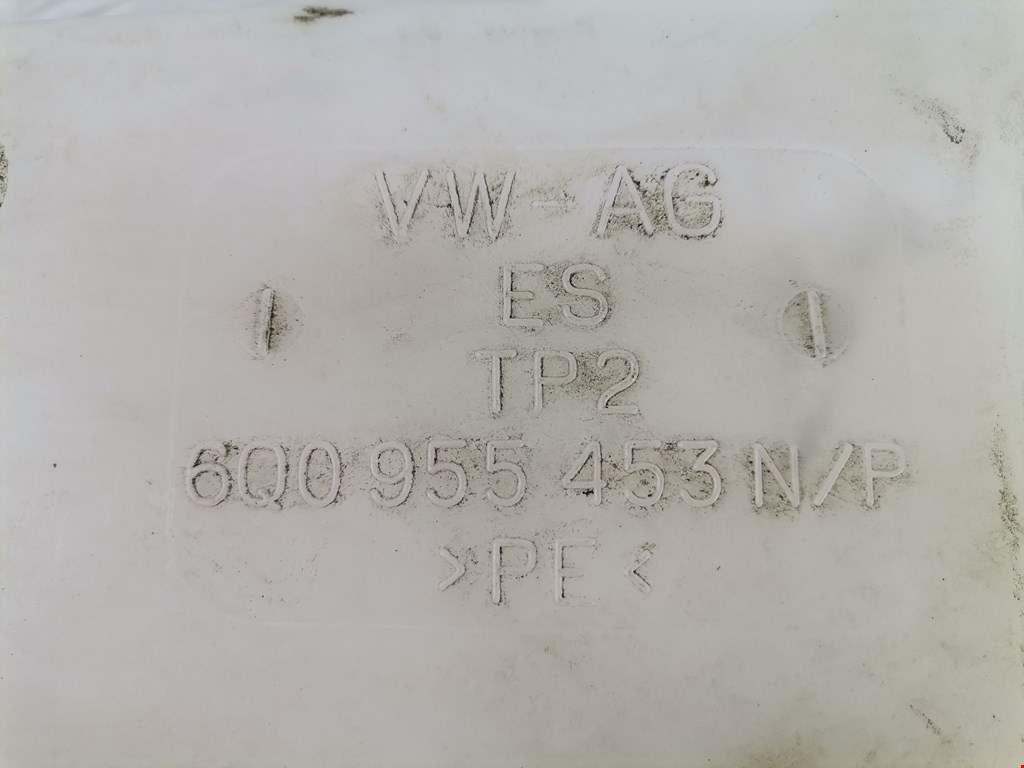 VW-AG
ES
TP2
6Q0 955 453 N/P
>PE<